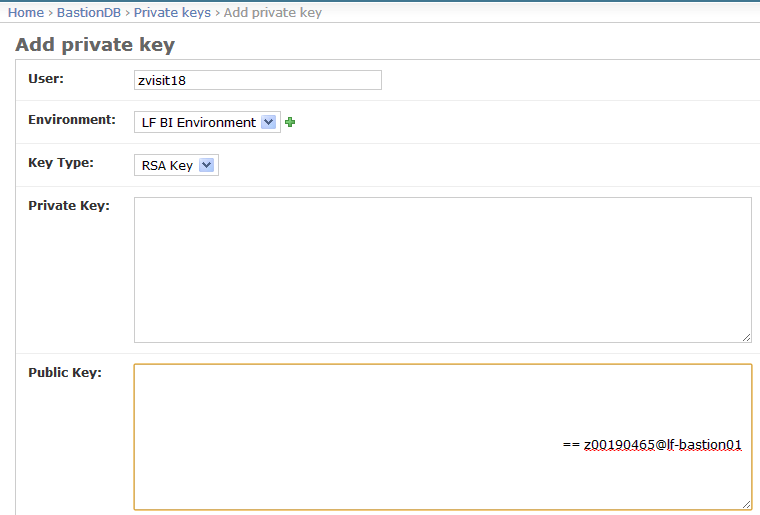 Home › BastionDB › Private keys › Add private key
Add private key
User: zvisit18
Environment: LF BI Environment
Key Type: RSA Key
Private Key:
Public Key:
== z00190465@lf-bastion01